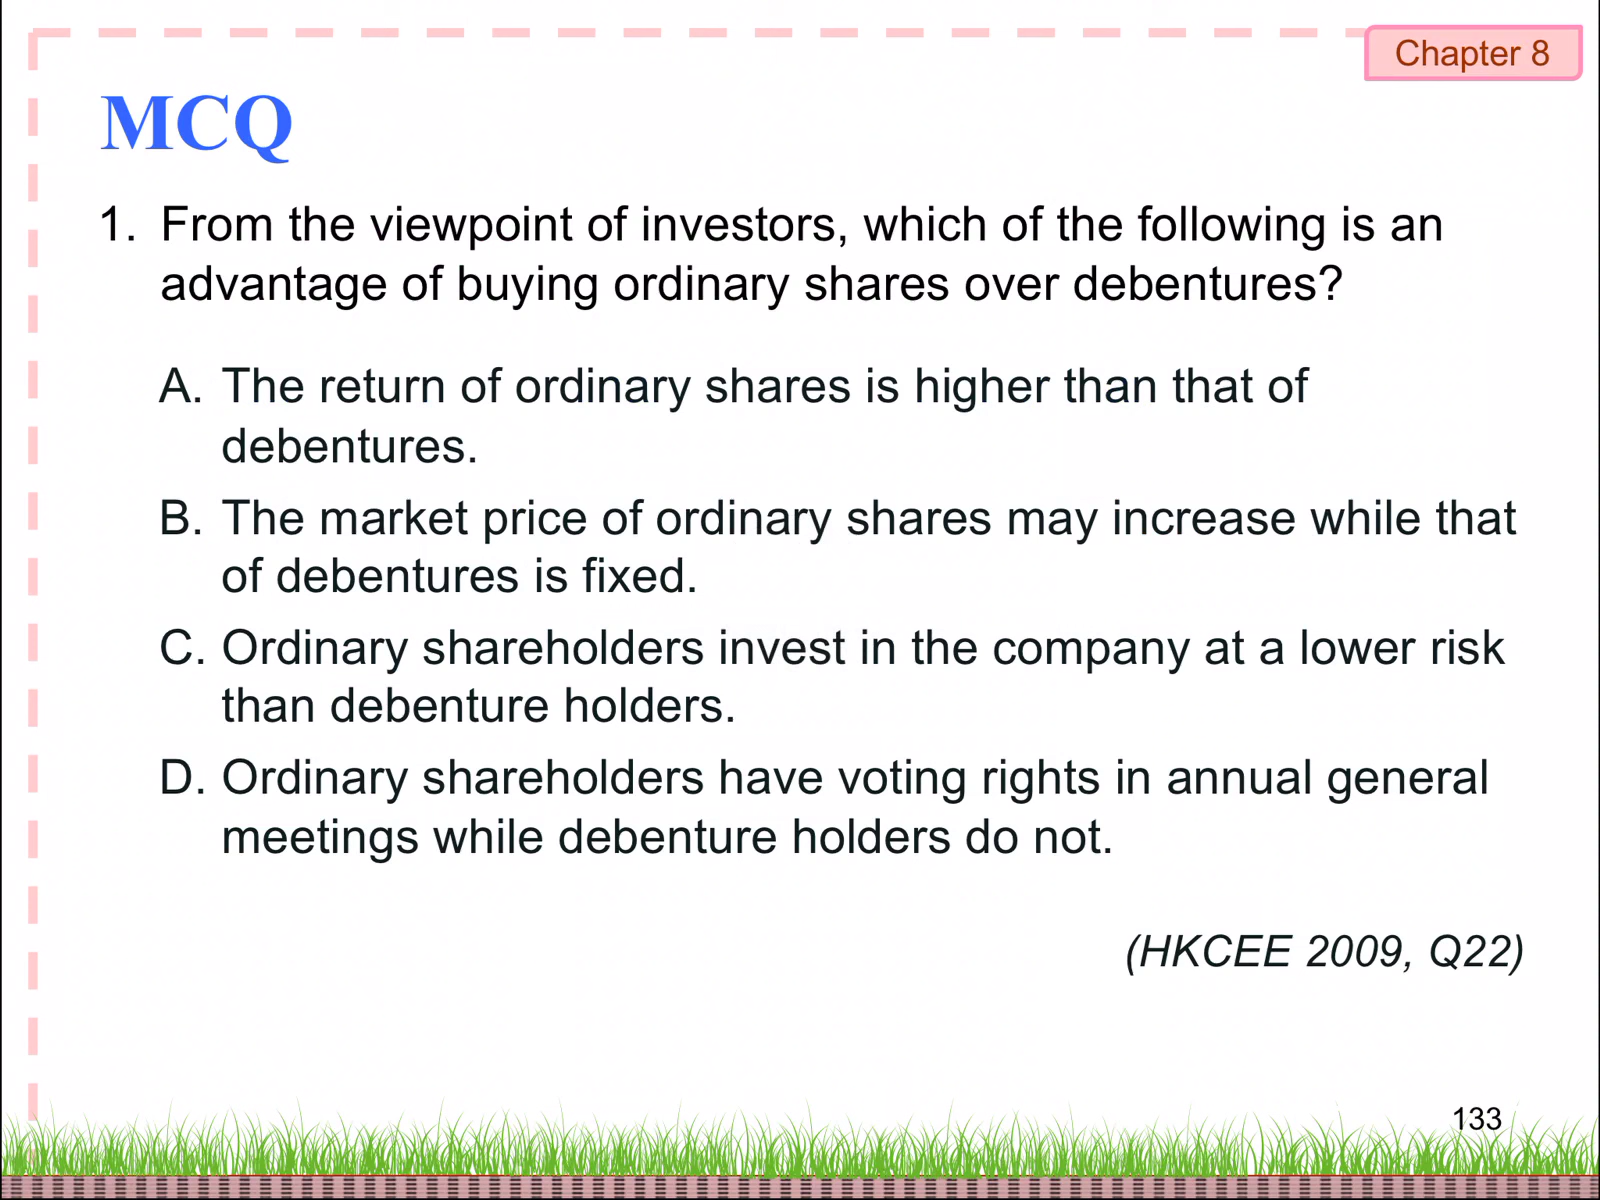 Chapter 8
MCQ
1. From the viewpoint of investors, which of the following is an
advantage of buying ordinary shares over debentures?
A. The return of ordinary shares is higher than that of
debentures.
B. The market price of ordinary shares may increase while that
of debentures is fixed.
C. Ordinary shareholders invest in the company at a lower risk
than debenture holders.
D. Ordinary shareholders have voting rights in annual general
meetings while debenture holders do not.
(HKCEE 2009, Q22)
133